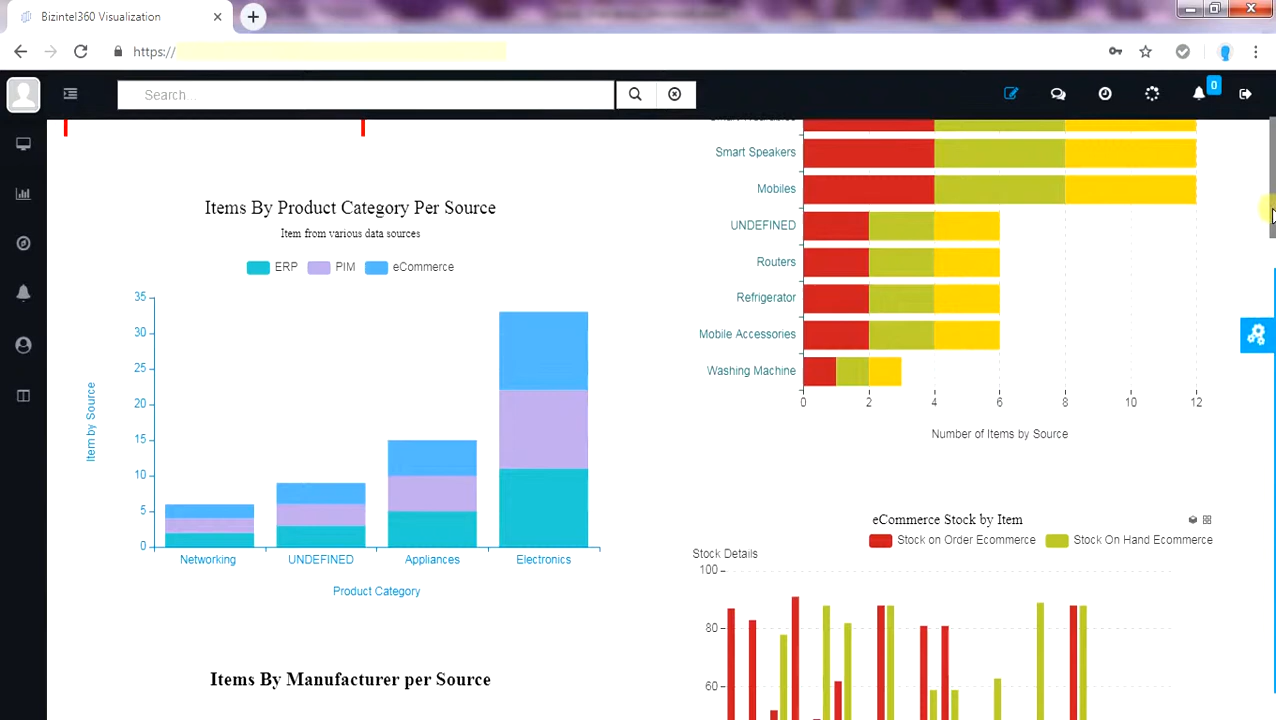 Bizintel360 Visualization
https://
Search...
0
Items By Product Category Per Source
Item from various data sources
ERP PIM eCommerce
35
30
25
20
15
10
5
0
Item by Source
Networking UNDEFINED Appliances Electronics
Product Category
Items By Manufacturer per Source
Smart Speakers
Mobiles
UNDEFINED
Routers
Refrigerator
Mobile Accessories
Washing Machine
0 2 4 6 8 10 12
Number of Items by Source
eCommerce Stock by Item
Stock on Order Ecommerce Stock On Hand Ecommerce
Stock Details
100
80
60